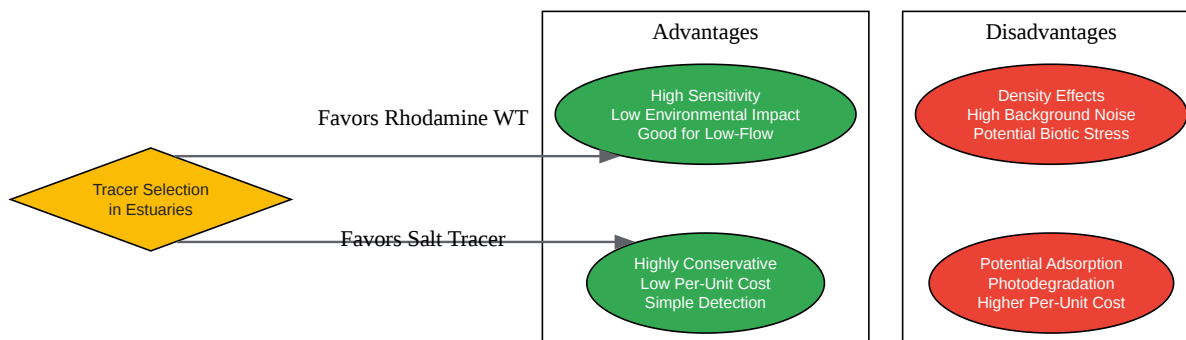 Advantages
Disadvantages
High Sensitivity
Low Environmental Impact
Good for Low-Flow
Density Effects
High Background Noise
Potential Biotic Stress
Favors Rhodamine WT
Tracer Selection
in Estuaries
Favors Salt Tracer
Highly Conservative
Low Per-Unit Cost
Simple Detection
Potential Adsorption
Photodegradation
Higher Per-Unit Cost